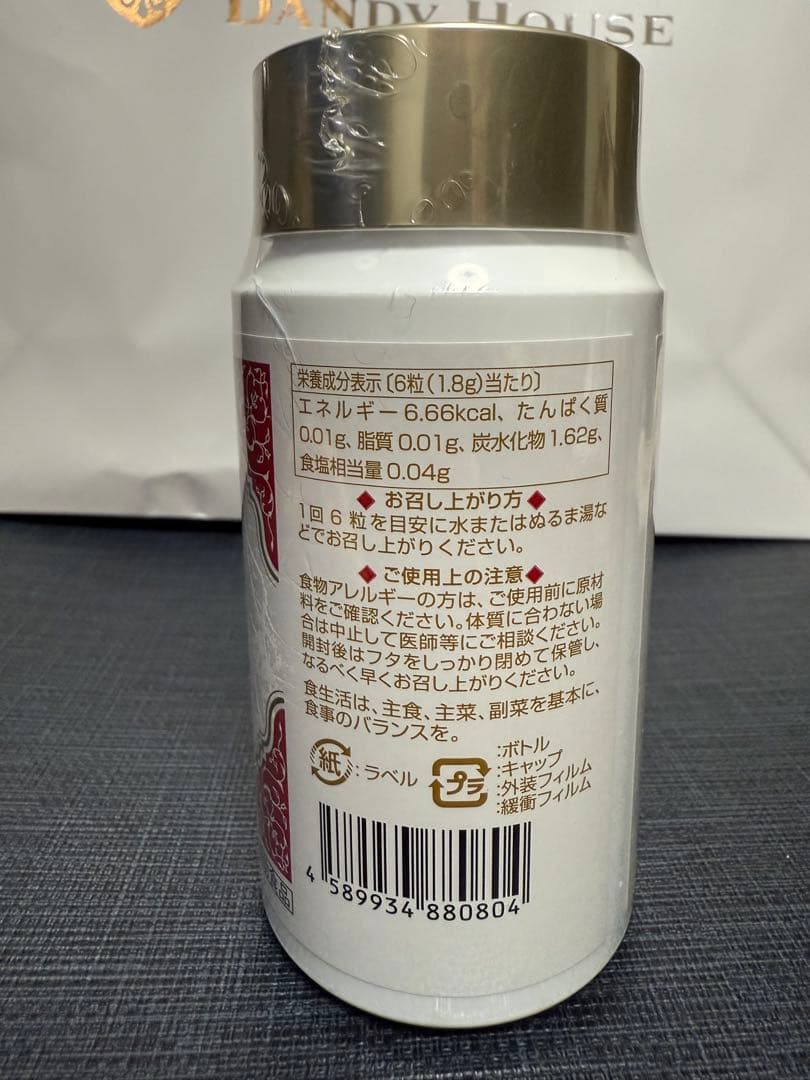 DANDY HOUSE
栄養成分表示〔6粒(1.8g)当たり〕
エネルギー6.66kcal、たんぱく質
0.01g、脂質0.01g、炭水化物1.62g、
食塩相当量0.04g
◆お召し上がり方◆
1回6粒を目安に水またはぬるま湯な
どでお召し上がりください。
◆ご使用上の注意◆
食物アレルギーの方は、ご使用前に原材
料をご確認ください。体質に合わない場
合は中止して医師等にご相談ください。
開封後はフタをしっかり閉めて保管し、
なるべく早くお召し上がりください。
食生活は、主食、主菜、副菜を基本に、
食事のバランスを。
紙:ラベル
プラ:ボトル
:キャップ
:外装フィルム
:緩衝フィルム
4 589934 880804